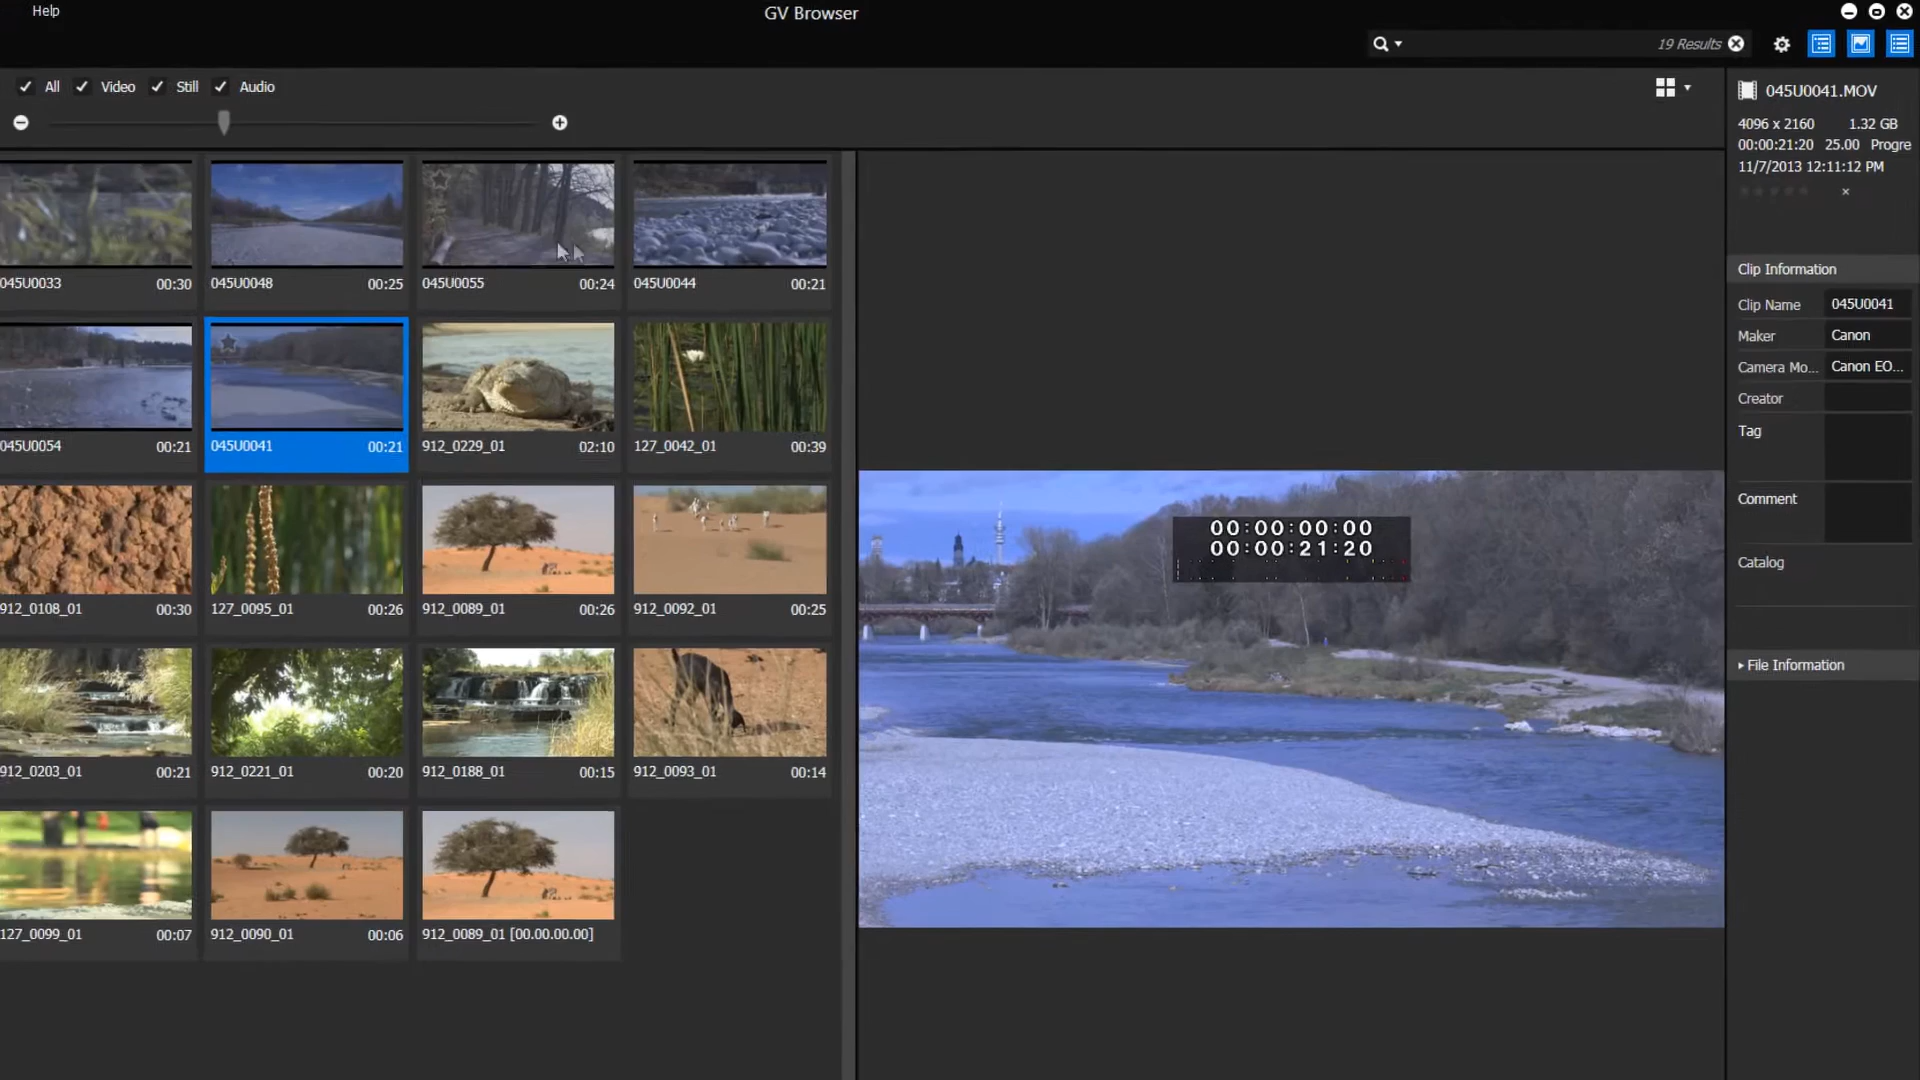 Help
GV Browser
19 Results
All Video Still Audio
045U0041.MOV
4096 x 2160 1.32 GB
00:00:21:20 25.00 Progre
11/7/2013 12:11:12 PM
045U0033 00:30
045U0048 00:25
045U0055 00:24
045U0044 00:21
Clip Information
Clip Name 045U0041
Maker Canon
Camera Mo... Canon EO...
Creator
Tag
Comment
Catalog
File Information
045U0054 00:21
045U0041 00:21
912_0229_01 02:10
127_0042_01 00:39
00:00:00:00
00:00:21:20
912_0108_01 00:30
127_0095_01 00:26
912_0089_01 00:26
912_0092_01 00:25
912_0203_01 00:21
912_0221_01 00:20
912_0188_01 00:15
912_0093_01 00:14
127_0099_01 00:07
912_0090_01 00:06
912_0089_01 [00.00.00.00]